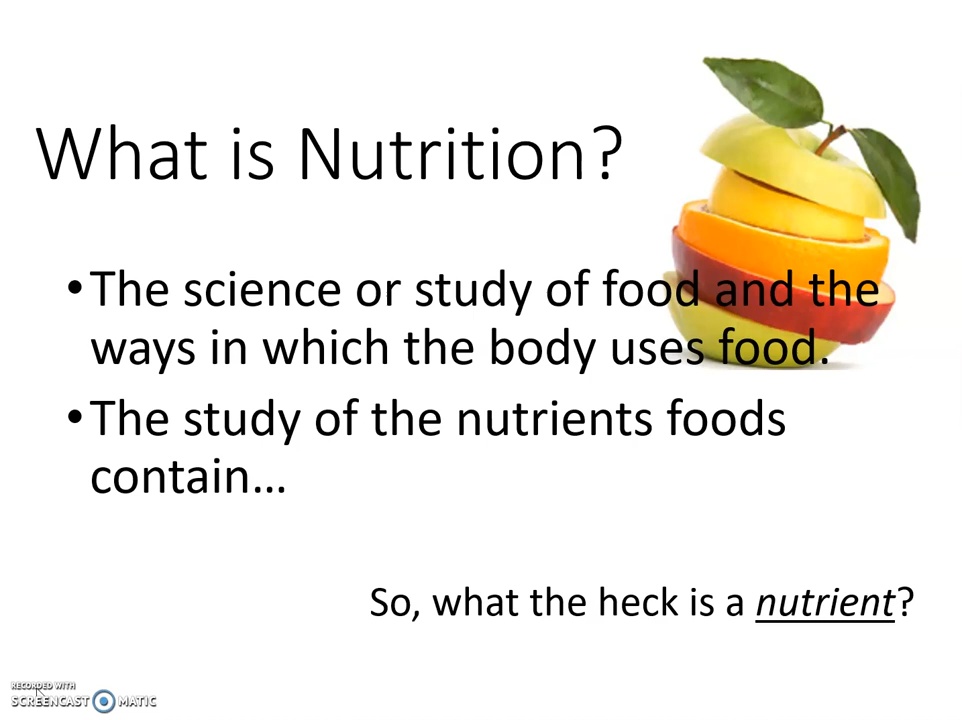 What is Nutrition?
•The science or study of food and the
ways in which the body uses food.
•The study of the nutrients foods
contain…
So, what the heck is a nutrient?
RECORDED WITH
SCREENCAST MATIC